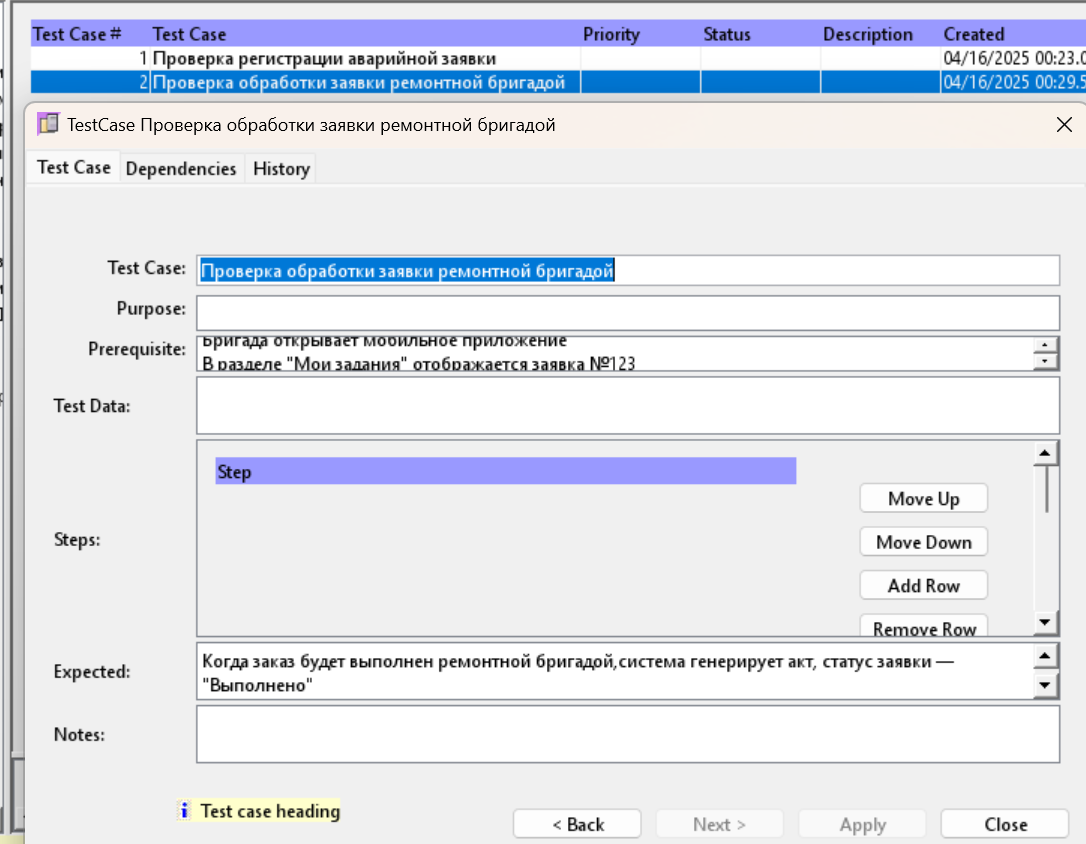 Test Case # Test Case Priority Status Description Created
1 Проверка регистрации аварийной заявки 04/16/2025 00:23.0
2 Проверка обработки заявки ремонтной бригадой 04/16/2025 00:29.5
TestCase Проверка обработки заявки ремонтной бригадой
Test Case Dependencies History
Test Case: Проверка обработки заявки ремонтной бригадой
Purpose:
Prerequisite: Бригада открывает мобильное приложение
В разделе "Мои задания" отображается заявка №123
Test Data:
Step
Move Up
Steps:
Move Down
Add Row
Remove Row
Expected: Когда заказ будет выполнен ремонтной бригадой,система генерирует акт, статус заявки —
"Выполнено"
Notes:
Test case heading
< Back Next > Apply Close